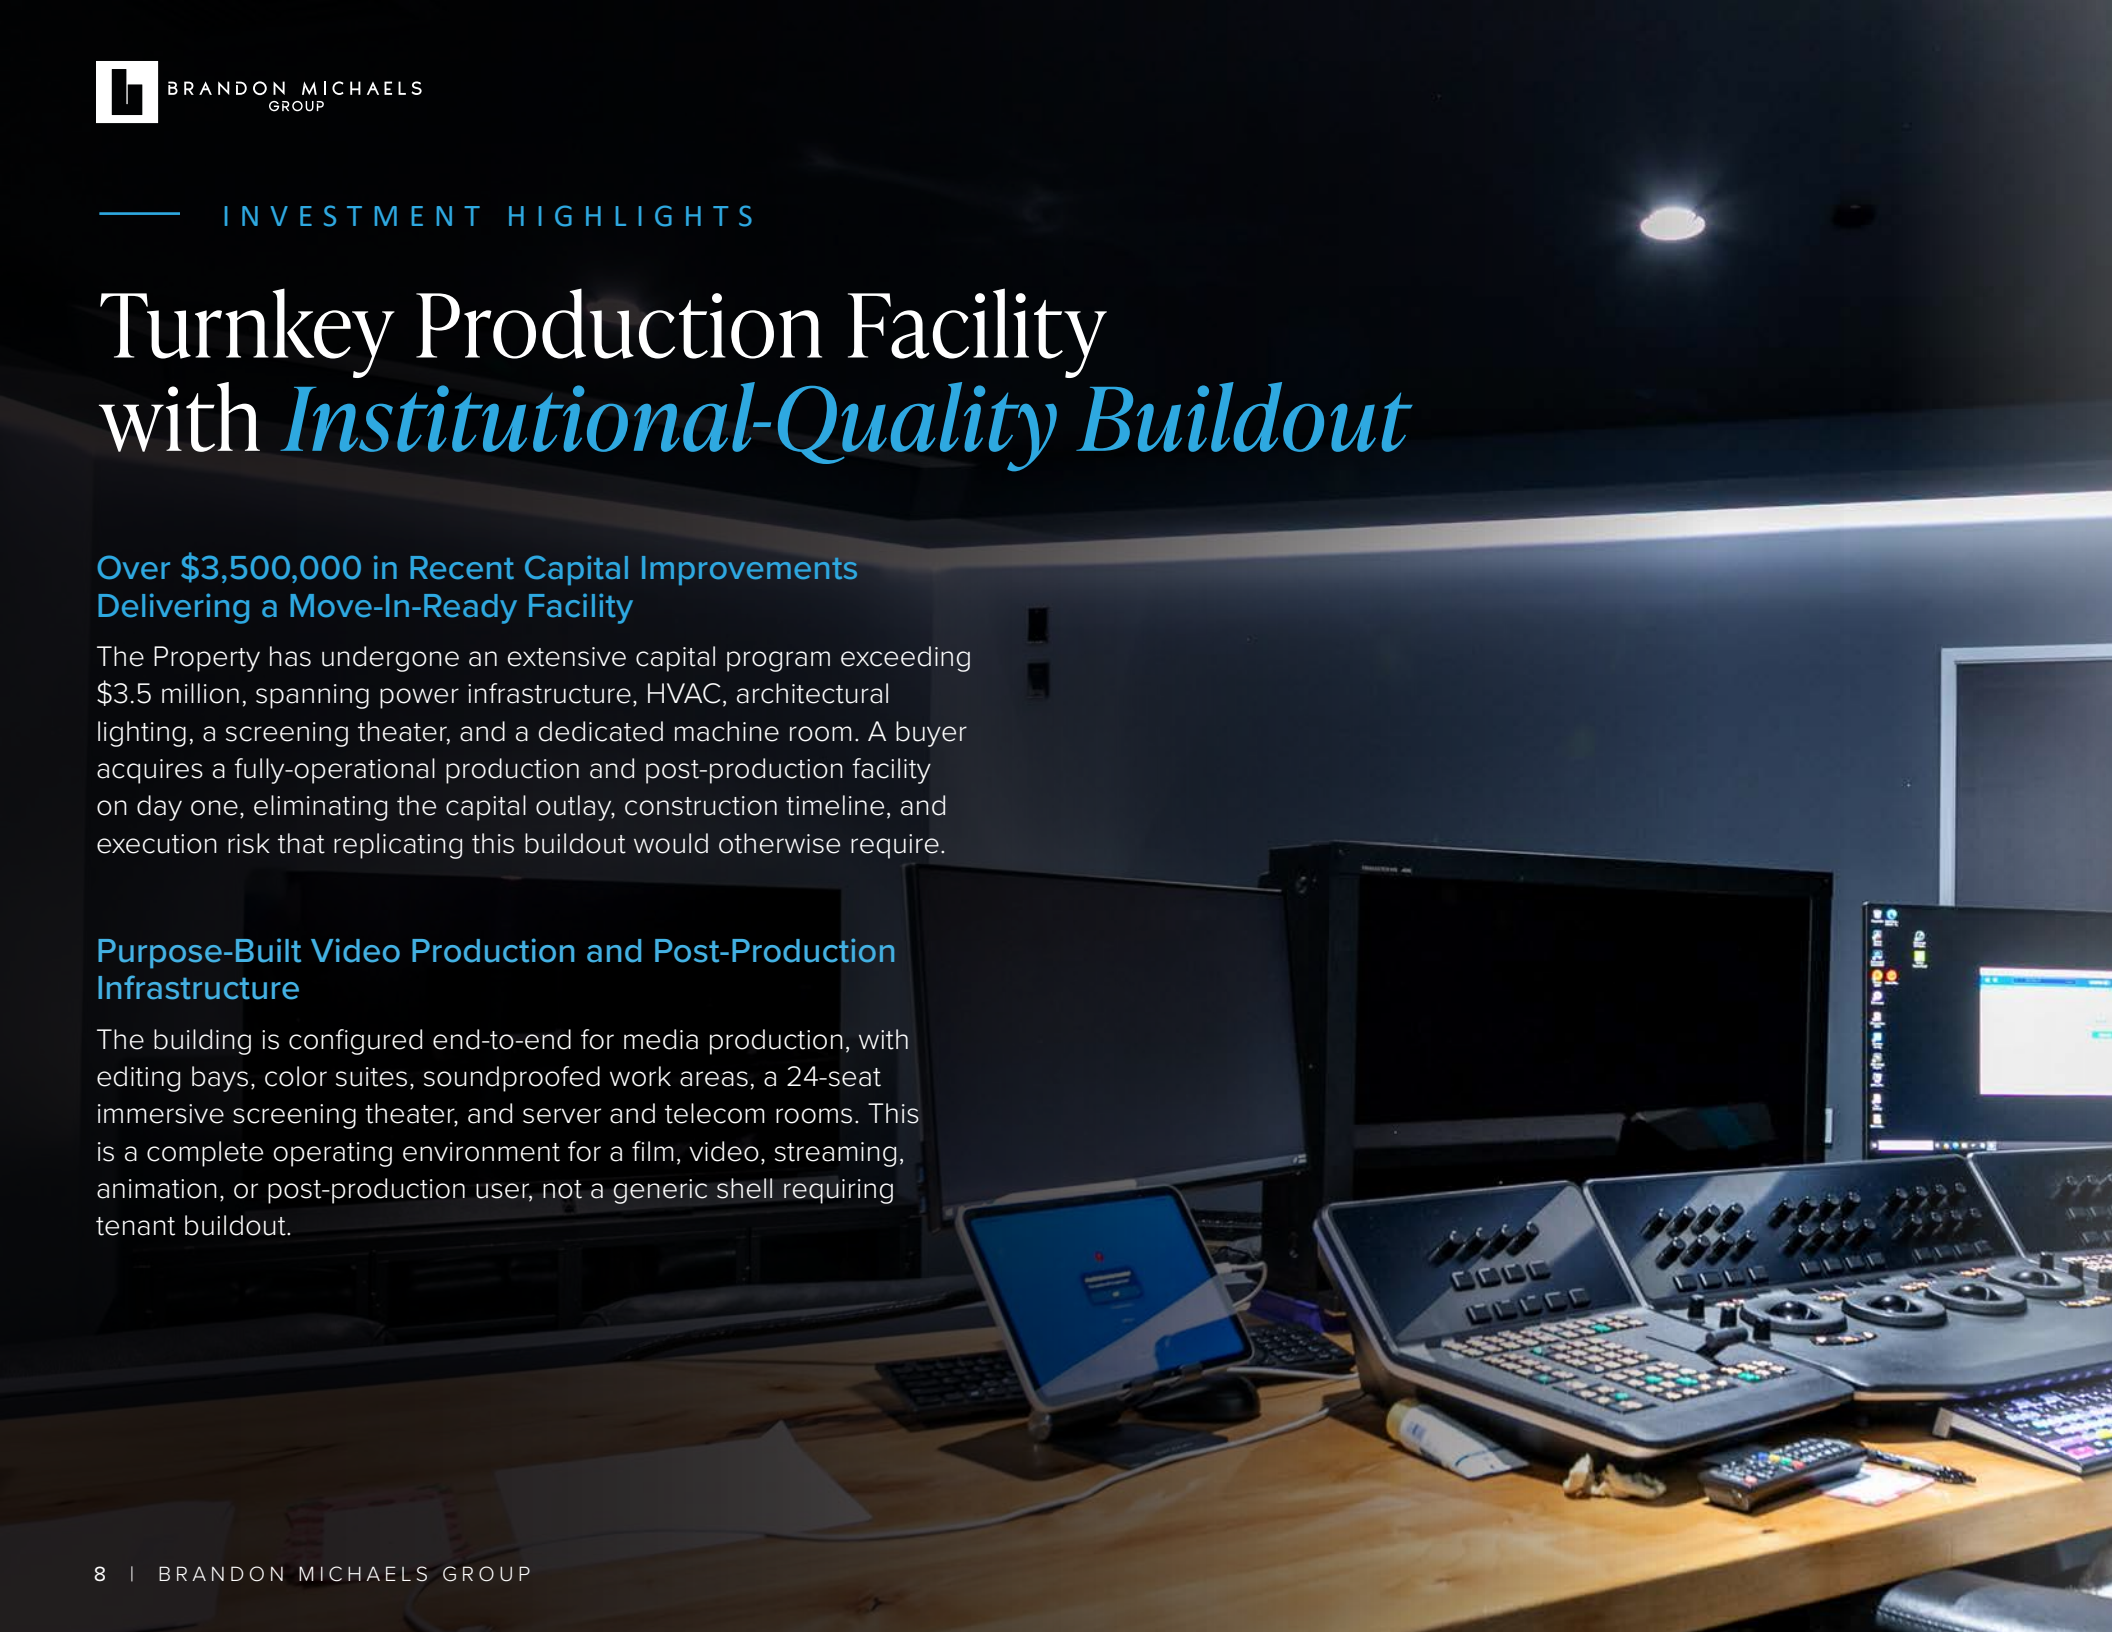 BRANDON MICHAELS
GROUP
INVESTMENT HIGHLIGHTS
Turnkey Production Facility
with Institutional-Quality Buildout
Over $3,500,000 in Recent Capital Improvements
Delivering a Move-In-Ready Facility
The Property has undergone an extensive capital program exceeding
$3.5 million, spanning power infrastructure, HVAC, architectural
lighting, a screening theater, and a dedicated machine room. A buyer
acquires a fully-operational production and post-production facility
on day one, eliminating the capital outlay, construction timeline, and
execution risk that replicating this buildout would otherwise require.
Purpose-Built Video Production and Post-Production
Infrastructure
The building is configured end-to-end for media production, with
editing bays, color suites, soundproofed work areas, a 24-seat
immersive screening theater, and server and telecom rooms. This
is a complete operating environment for a film, video, streaming,
animation, or post-production user, not a generic shell requiring
tenant buildout.
8 | BRANDON MICHAELS GROUP